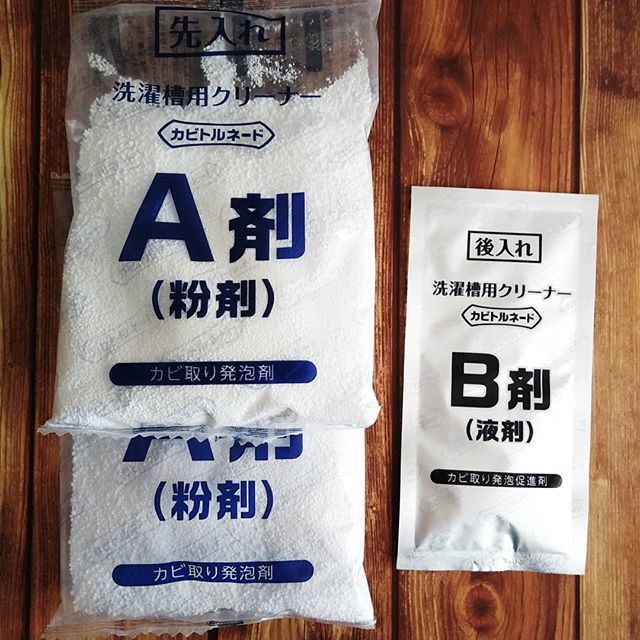 先入れ
洗濯槽用クリーナー
カビトルネード
A剤
(粉剤)
カビ取り発泡剤
A剤
(粉剤)
カビ取り発泡剤
後入れ
洗濯槽用クリーナー
カビトルネード
B剤
(液剤)
カビ取り発泡促進剤